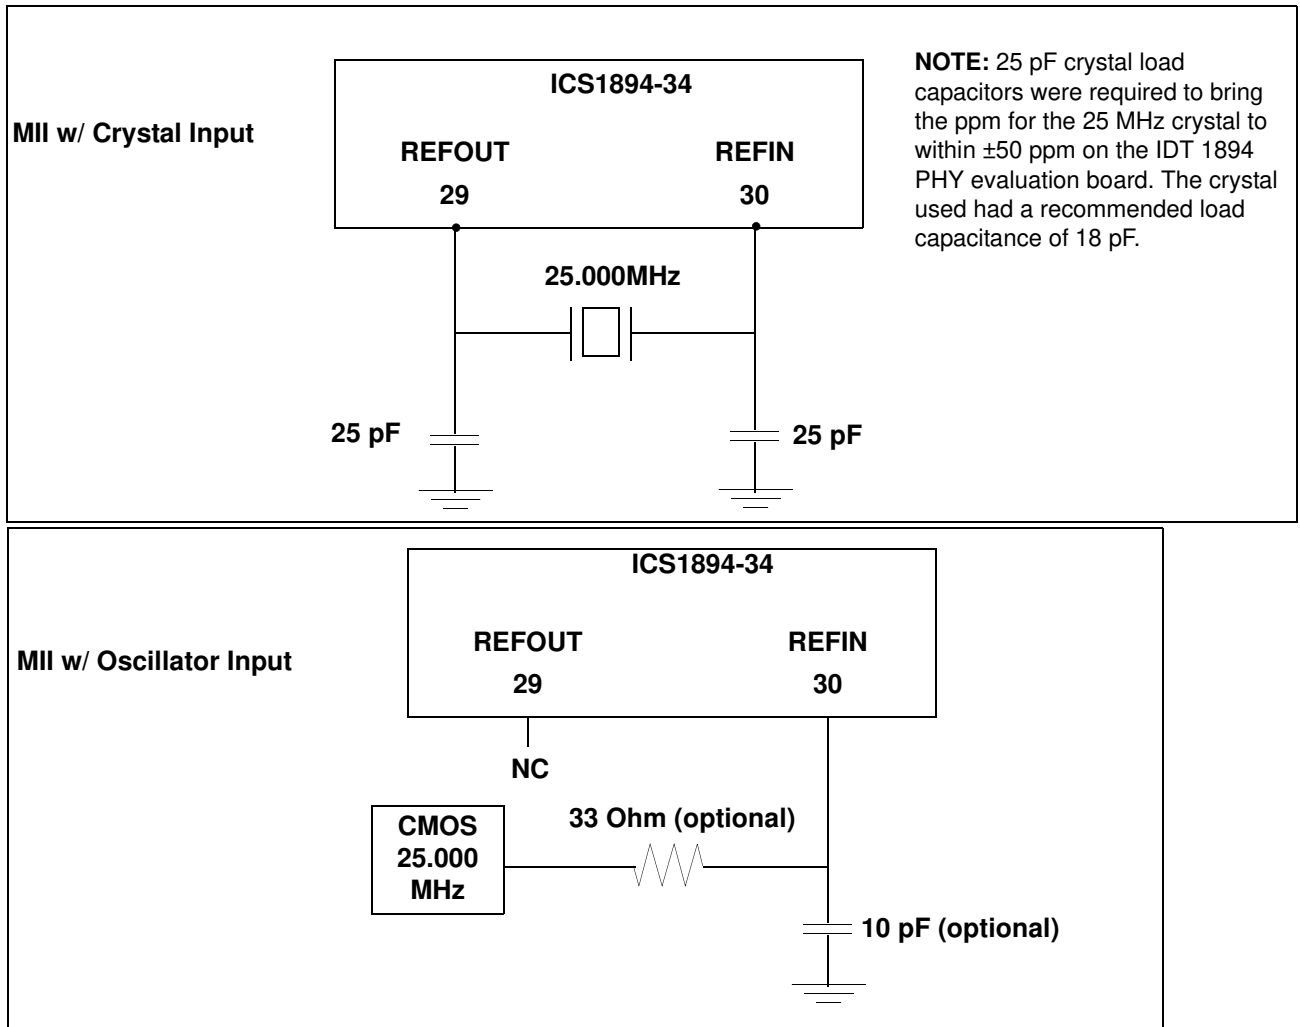 MII w/ Crystal Input
ICS1894-34
REFOUT
REFIN
29
30
25.000MHz
25 pF
25 pF
NOTE: 25 pF crystal load
capacitors were required to bring
the ppm for the 25 MHz crystal to
within ±50 ppm on the IDT 1894
PHY evaluation board. The crystal
used had a recommended load
capacitance of 18 pF.
MII w/ Oscillator Input
ICS1894-34
REFOUT
REFIN
29
30
NC
CMOS
25.000
MHz
33 Ohm (optional)
10 pF (optional)